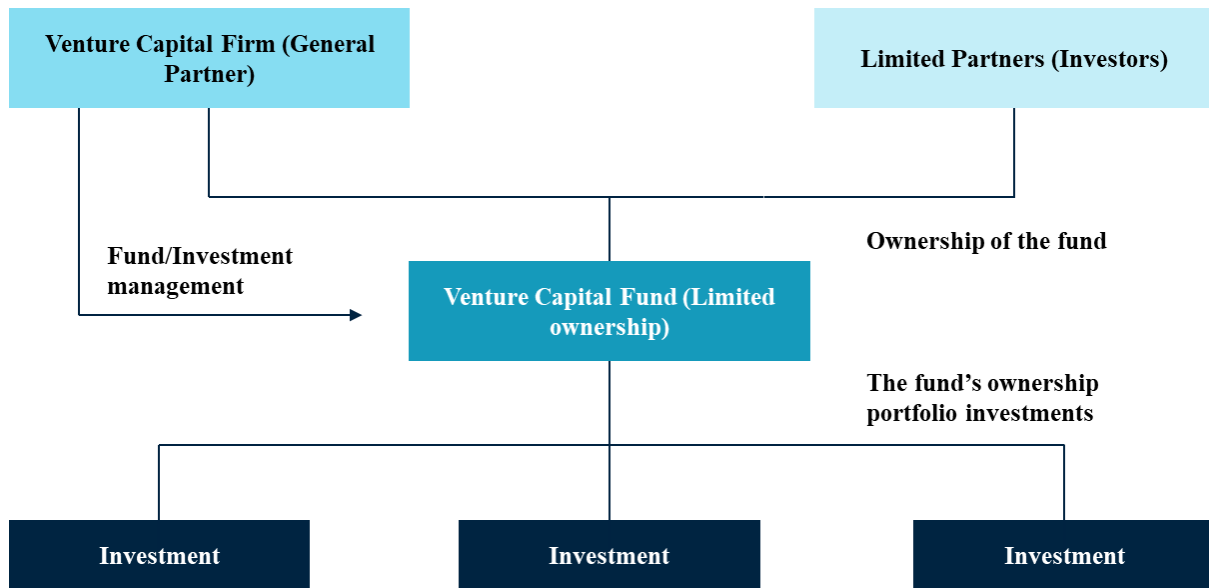 Venture Capital Firm (General
Partner)
Limited Partners (Investors)
Ownership of the fund
Fund/Investment
management
Venture Capital Fund (Limited
ownership)
The fund’s ownership
portfolio investments
Investment
Investment
Investment